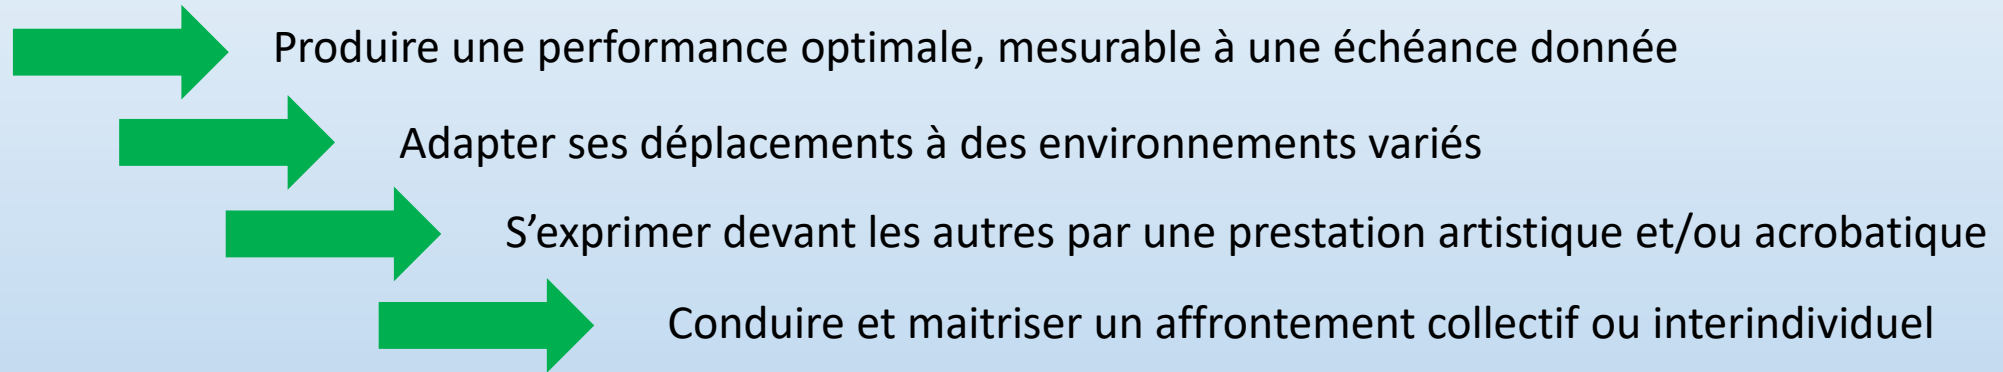 Produire une performance optimale, mesurable à une échéance donnée
Adapter ses déplacements à des environnements variés
S’exprimer devant les autres par une prestation artistique et/ou acrobatique
Conduire et maitriser un affrontement collectif ou interindividuel